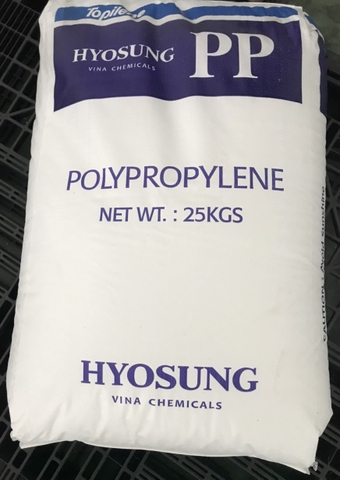 Topilene
HYOSUNG PP
VINA CHEMICALS
POLYPROPYLENE
NET WT. : 25KGS
HYOSUNG
VINA CHEMICALS